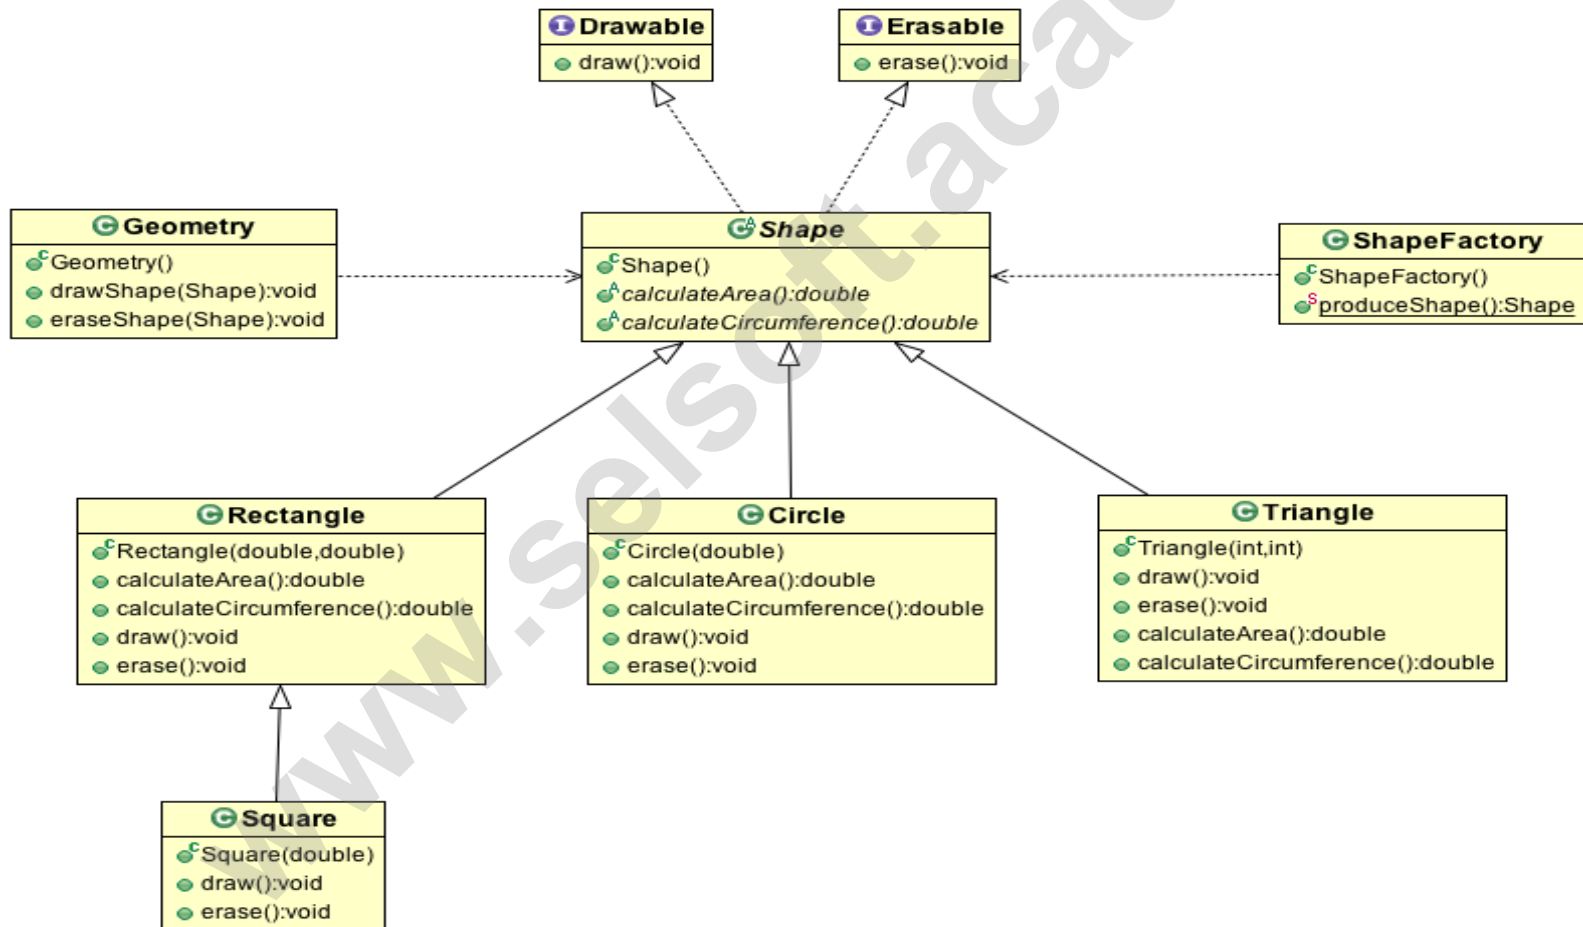 Drawable
draw():void
Erasable
erase():void
Geometry
Geometry()
drawShape(Shape):void
eraseShape(Shape):void
Shape
Shape()
calculateArea():double
calculateCircumference():double
ShapeFactory
ShapeFactory()
produceShape():Shape
Rectangle
Rectangle(double,double)
calculateArea():double
calculateCircumference():double
draw():void
erase():void
Circle
Circle(double)
calculateArea():double
calculateCircumference():double
draw():void
erase():void
Triangle
Triangle(int,int)
draw():void
erase():void
calculateArea():double
calculateCircumference():double
Square
Square(double)
draw():void
erase():void